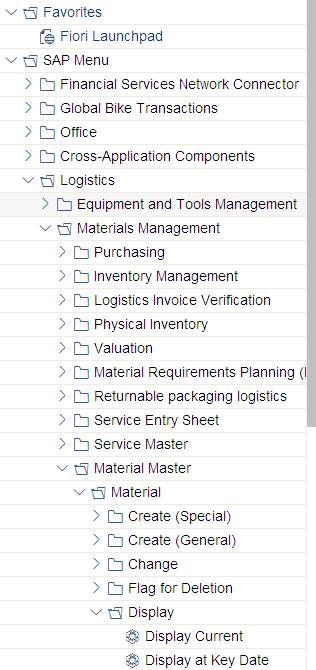 Favorites
Fiori Launchpad
SAP Menu
Financial Services Network Connector
Global Bike Transactions
Office
Cross-Application Components
Logistics
Equipment and Tools Management
Materials Management
Purchasing
Inventory Management
Logistics Invoice Verification
Physical Inventory
Valuation
Material Requirements Planning (
Returnable packaging logistics
Service Entry Sheet
Service Master
Material Master
Material
Create (Special)
Create (General)
Change
Flag for Deletion
Display
Display Current
Display at Key Date